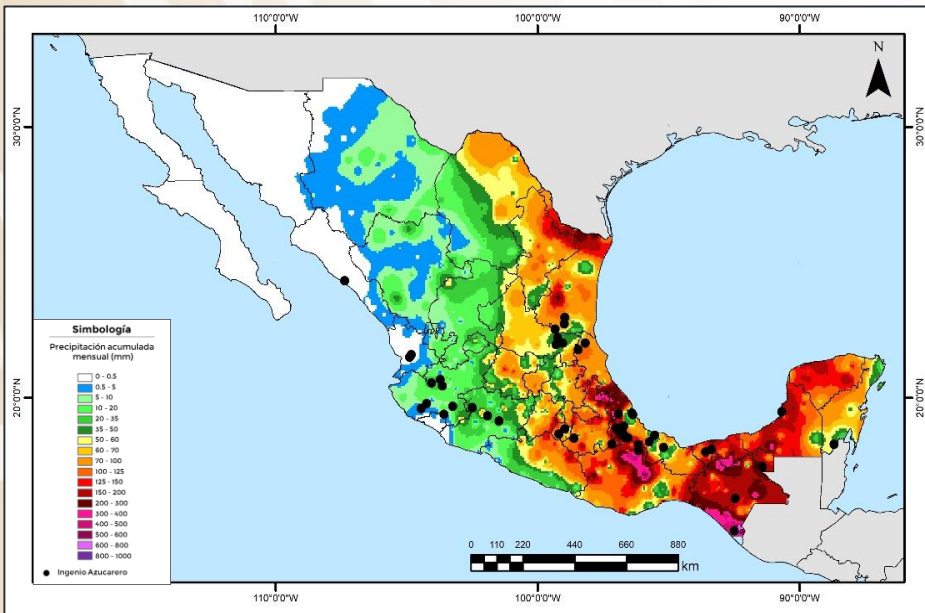 110°0'0"W 100°0'0"W 90°0'0"W
N
30°0'0"N 30°0'0"N
20°0'0"N 20°0'0"N
Simbología
Precipitación acumulada
mensual (mm)
0 - 0.5
0.5 - 5
5 - 10
10 - 20
20 - 35
35 - 50
50 - 60
60 - 70
70 - 100
100 - 125
125 - 150
150 - 200
200 - 300
300 - 400
400 - 500
500 - 600
600 - 800
800 - 1000
Ingenio Azucarero
0 110 220 440 660 880
km
110°0'0"W 100°0'0"W 90°0'0"W